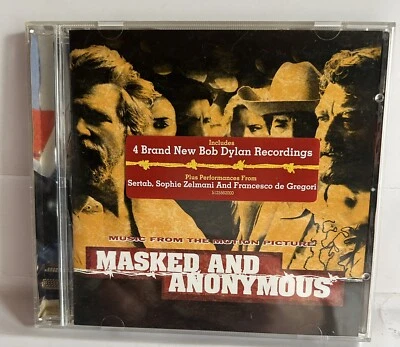 Includes
4 Brand New Bob Dylan Recordings
Plus Performances From
Sertab, Sophie Zelmani And Francesco de Gregori
MUSIC FROM THE MOTION PICTURE
MASKED AND
ANONYMOUS